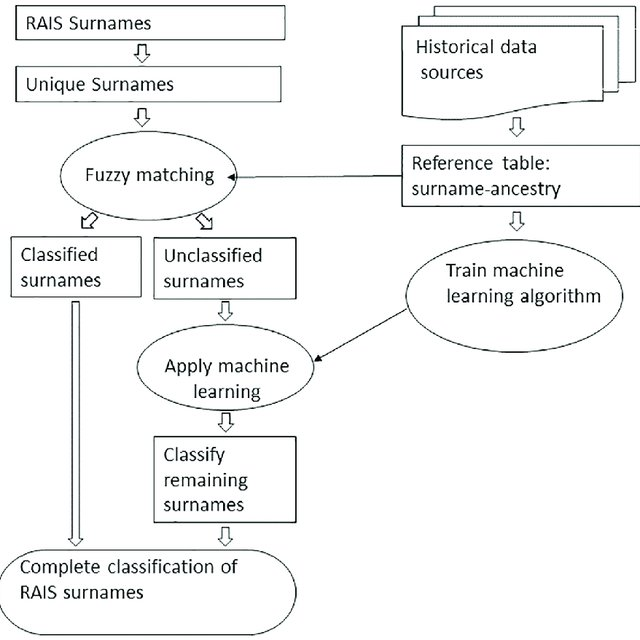 RAIS Surnames
Unique Surnames
Fuzzy matching
Classified
surnames
Unclassified
surnames
Apply machine
learning
Classify
remaining
surnames
Complete classification of
RAIS surnames
Historical data
sources
Reference table:
surname-ancestry
Train machine
learning algorithm